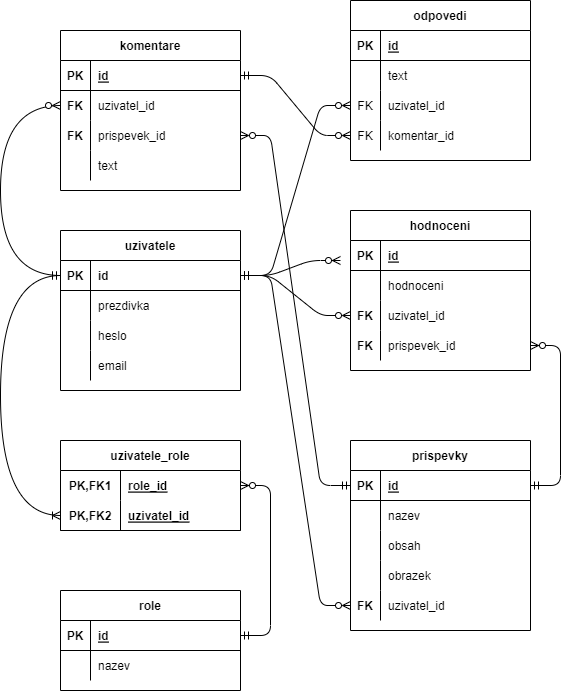 komentare
PK id
FK uzivatel_id
FK prispevek_id
text
uzivatele
PK id
prezdivka
heslo
email
uzivatele_role
PK,FK1 role_id
PK,FK2 uzivatel_id
role
PK id
nazev
odpovedi
PK id
text
FK uzivatel_id
FK komentar_id
hodnoceni
PK id
hodnoceni
FK uzivatel_id
FK prispevek_id
prispevky
PK id
nazev
obsah
obrazek
FK uzivatel_id